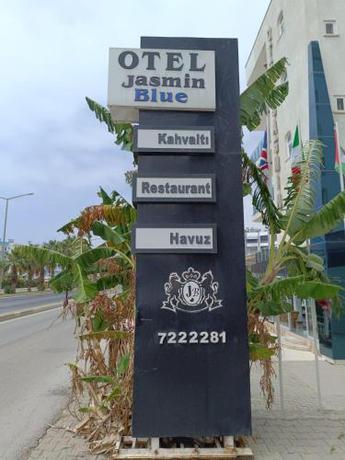 OTEL
Jasmin
Blue
Kahvaltı
Restaurant
Havuz
7222281